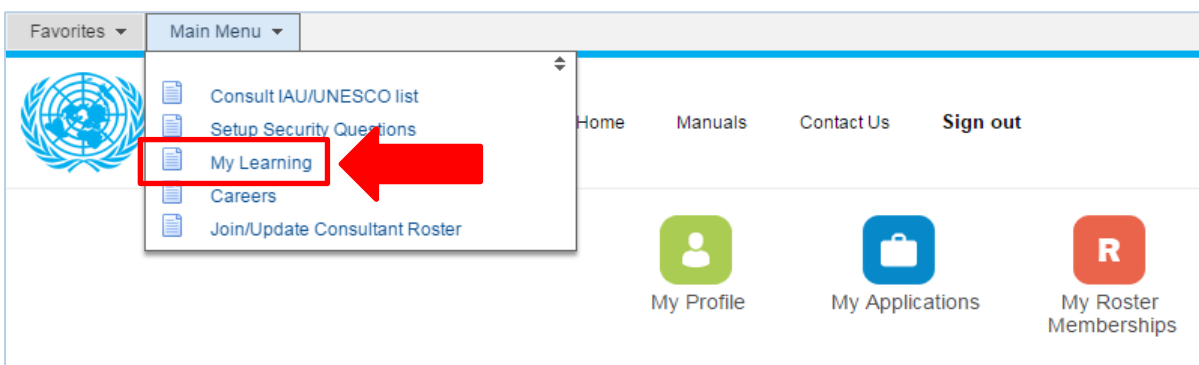 Favorites
Main Menu
Consult IAU/UNESCO list
Setup Security Questions
My Learning
Careers
Join/Update Consultant Roster
Home Manuals Contact Us Sign out
R
My Profile My Applications My Roster
Memberships